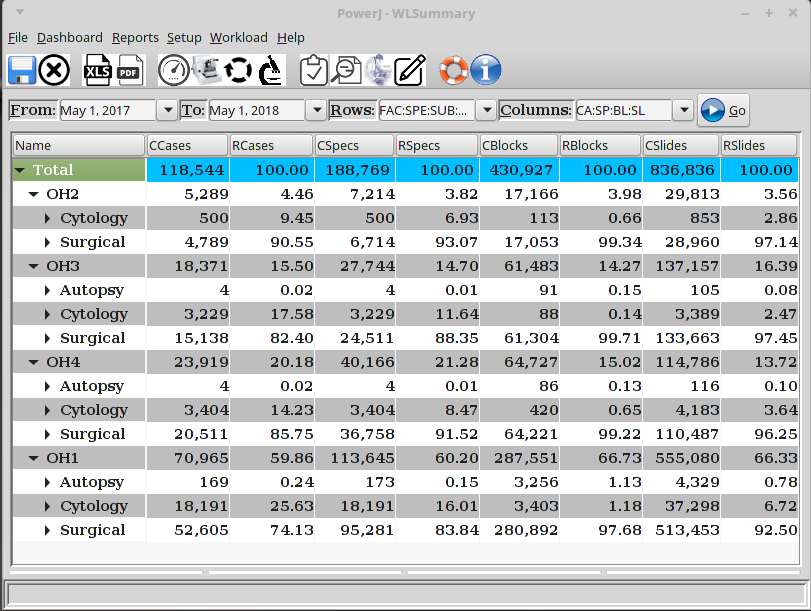 PowerJ - WLSummary
File Dashboard Reports Setup Workload Help
XLS PDF
From: May 1, 2017 To: May 1, 2018 Rows: FAC:SPE:SUB:... Columns: CA:SP:BL:SL Go
Name CCases RCases CSpecs RSpecs CBlocks RBlocks CSlides RSlides
Total 118,544 100.00 188,769 100.00 430,927 100.00 836,836 100.00
OH2 5,289 4.46 7,214 3.82 17,166 3.98 29,813 3.56
Cytology 500 9.45 500 6.93 113 0.66 853 2.86
Surgical 4,789 90.55 6,714 93.07 17,053 99.34 28,960 97.14
OH3 18,371 15.50 27,744 14.70 61,483 14.27 137,157 16.39
Autopsy 4 0.02 4 0.01 91 0.15 105 0.08
Cytology 3,229 17.58 3,229 11.64 88 0.14 3,389 2.47
Surgical 15,138 82.40 24,511 88.35 61,304 99.71 133,663 97.45
OH4 23,919 20.18 40,166 21.28 64,727 15.02 114,786 13.72
Autopsy 4 0.02 4 0.01 86 0.13 116 0.10
Cytology 3,404 14.23 3,404 8.47 420 0.65 4,183 3.64
Surgical 20,511 85.75 36,758 91.52 64,221 99.22 110,487 96.25
OH1 70,965 59.86 113,645 60.20 287,551 66.73 555,080 66.33
Autopsy 169 0.24 173 0.15 3,256 1.13 4,329 0.78
Cytology 18,191 25.63 18,191 16.01 3,403 1.18 37,298 6.72
Surgical 52,605 74.13 95,281 83.84 280,892 97.68 513,453 92.50